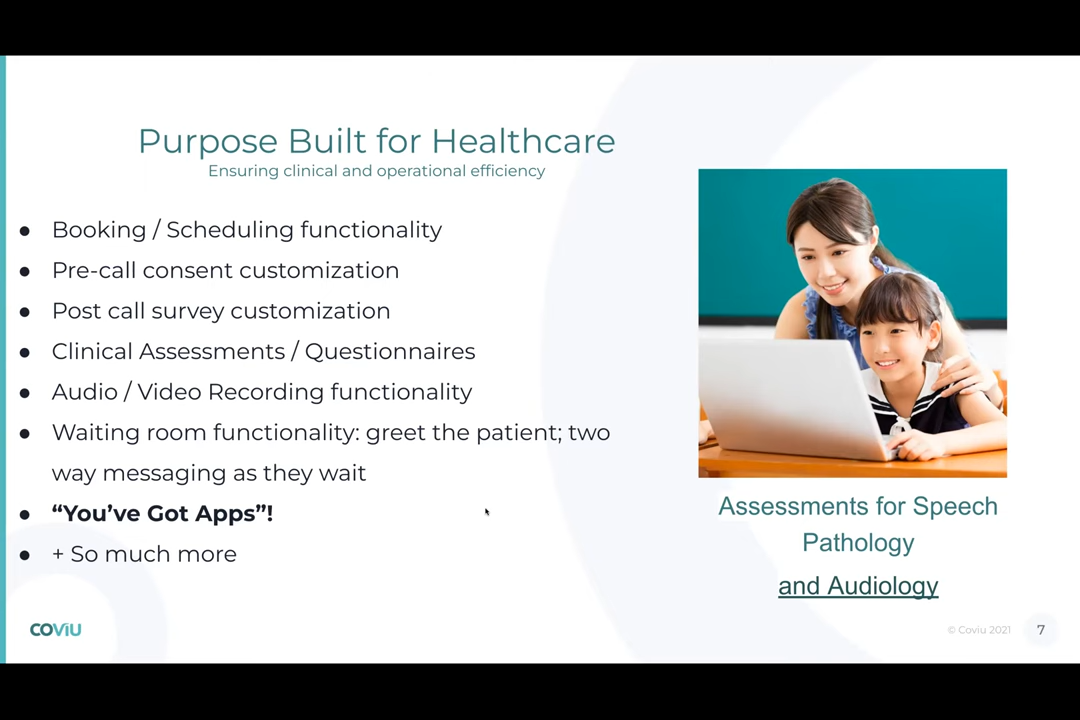 Purpose Built for Healthcare
Ensuring clinical and operational efficiency
● Booking / Scheduling functionality
● Pre-call consent customization
● Post call survey customization
● Clinical Assessments / Questionnaires
● Audio / Video Recording functionality
● Waiting room functionality: greet the patient; two
way messaging as they wait
● “You’ve Got Apps”!
● + So much more
Assessments for Speech
Pathology
and Audiology
COViU
© Coviu 2021
7